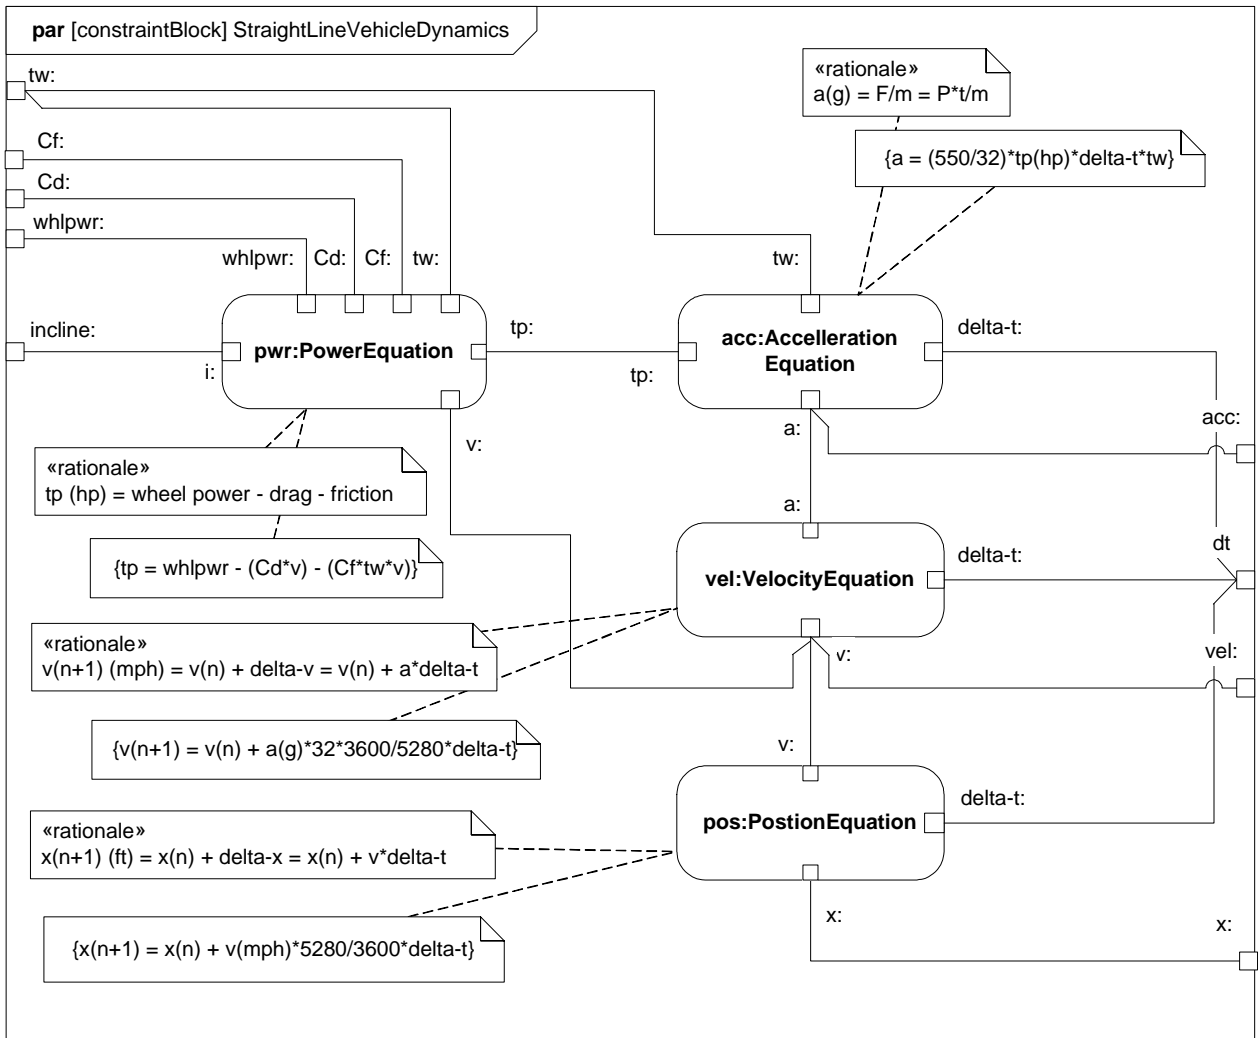 par [constraintBlock] StraightLineVehicleDynamics
tw:
«rationale»
a(g) = F/m = P*t/m
Cf:
{a = (550/32)*tp(hp)*delta-t*tw}
Cd:
whlpwr:
whlpwr: Cd: Cf: tw:
tw:
incline:
tp:
delta-t:
pwr:PowerEquation
acc:Accelleration
Equation
i:
tp:
acc:
a:
v:
«rationale»
tp (hp) = wheel power - drag - friction
a:
dt
{tp = whlpwr - (Cd*v) - (Cf*tw*v)}
delta-t:
vel:VelocityEquation
«rationale»
v(n+1) (mph) = v(n) + delta-v = v(n) + a*delta-t
v:
vel:
{v(n+1) = v(n) + a(g)*32*3600/5280*delta-t}
v:
delta-t:
pos:PostionEquation
«rationale»
x(n+1) (ft) = x(n) + delta-x = x(n) + v*delta-t
x:
x:
{x(n+1) = x(n) + v(mph)*5280/3600*delta-t}